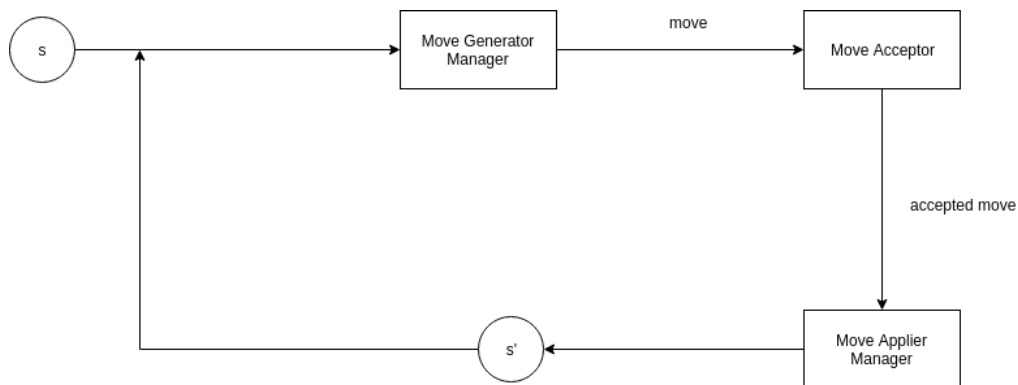 move
s
Move Generator
Manager
Move Acceptor
accepted move
s'
Move Applier
Manager